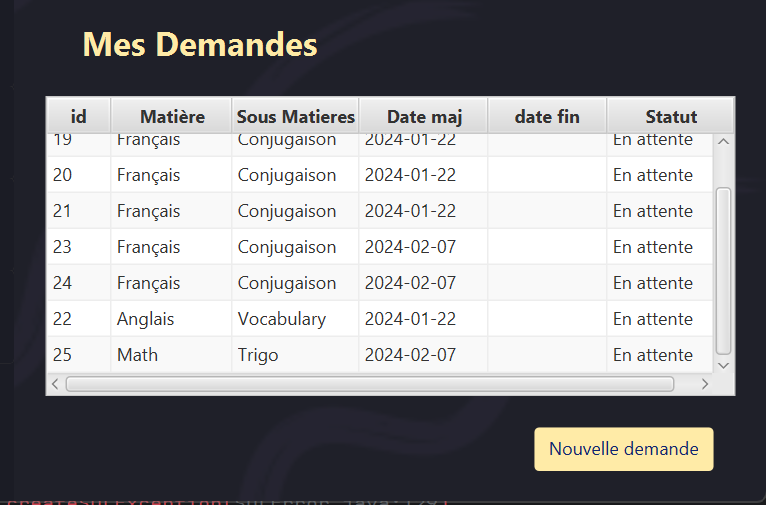 Mes Demandes
id Matière Sous Matieres Date maj date fin Statut
19 Français Conjugaison 2024-01-22 En attente
20 Français Conjugaison 2024-01-22 En attente
21 Français Conjugaison 2024-01-22 En attente
23 Français Conjugaison 2024-02-07 En attente
24 Français Conjugaison 2024-02-07 En attente
22 Anglais Vocabulary 2024-01-22 En attente
25 Math Trigo 2024-02-07 En attente
Nouvelle demande